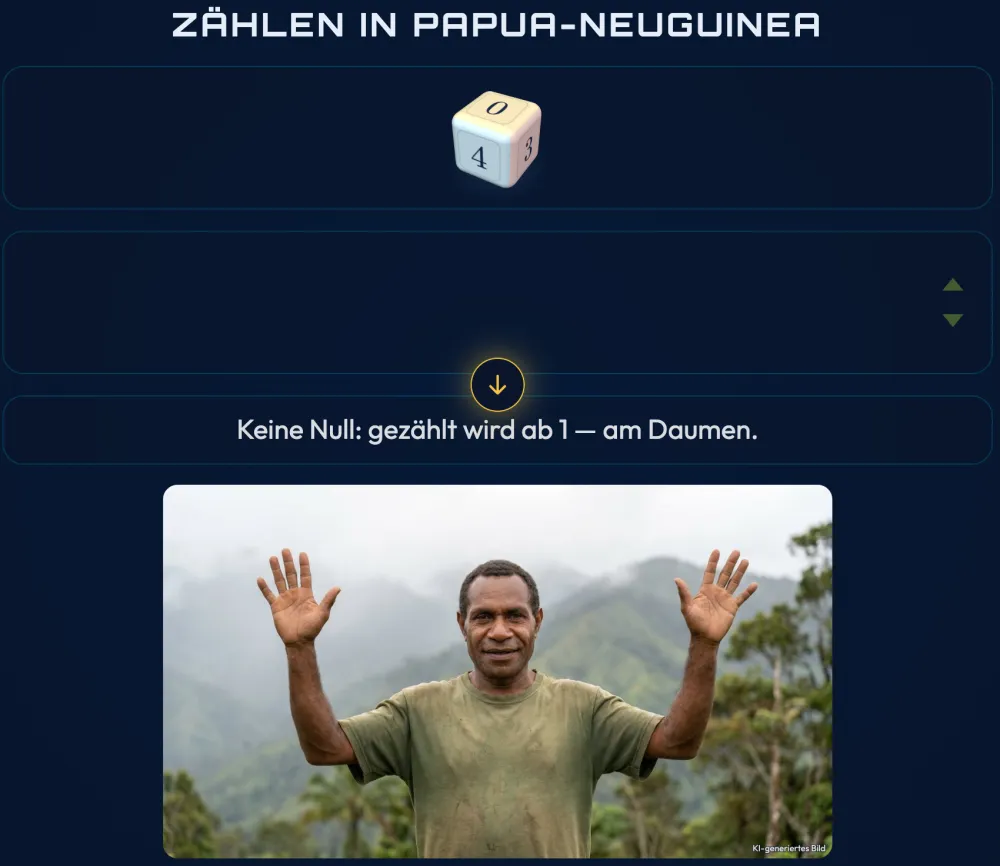 ZÄHLEN IN PAPUA-NEUGUINEA
0
4 3
Keine Null: gezählt wird ab 1 — am Daumen.
KI-generiertes Bild